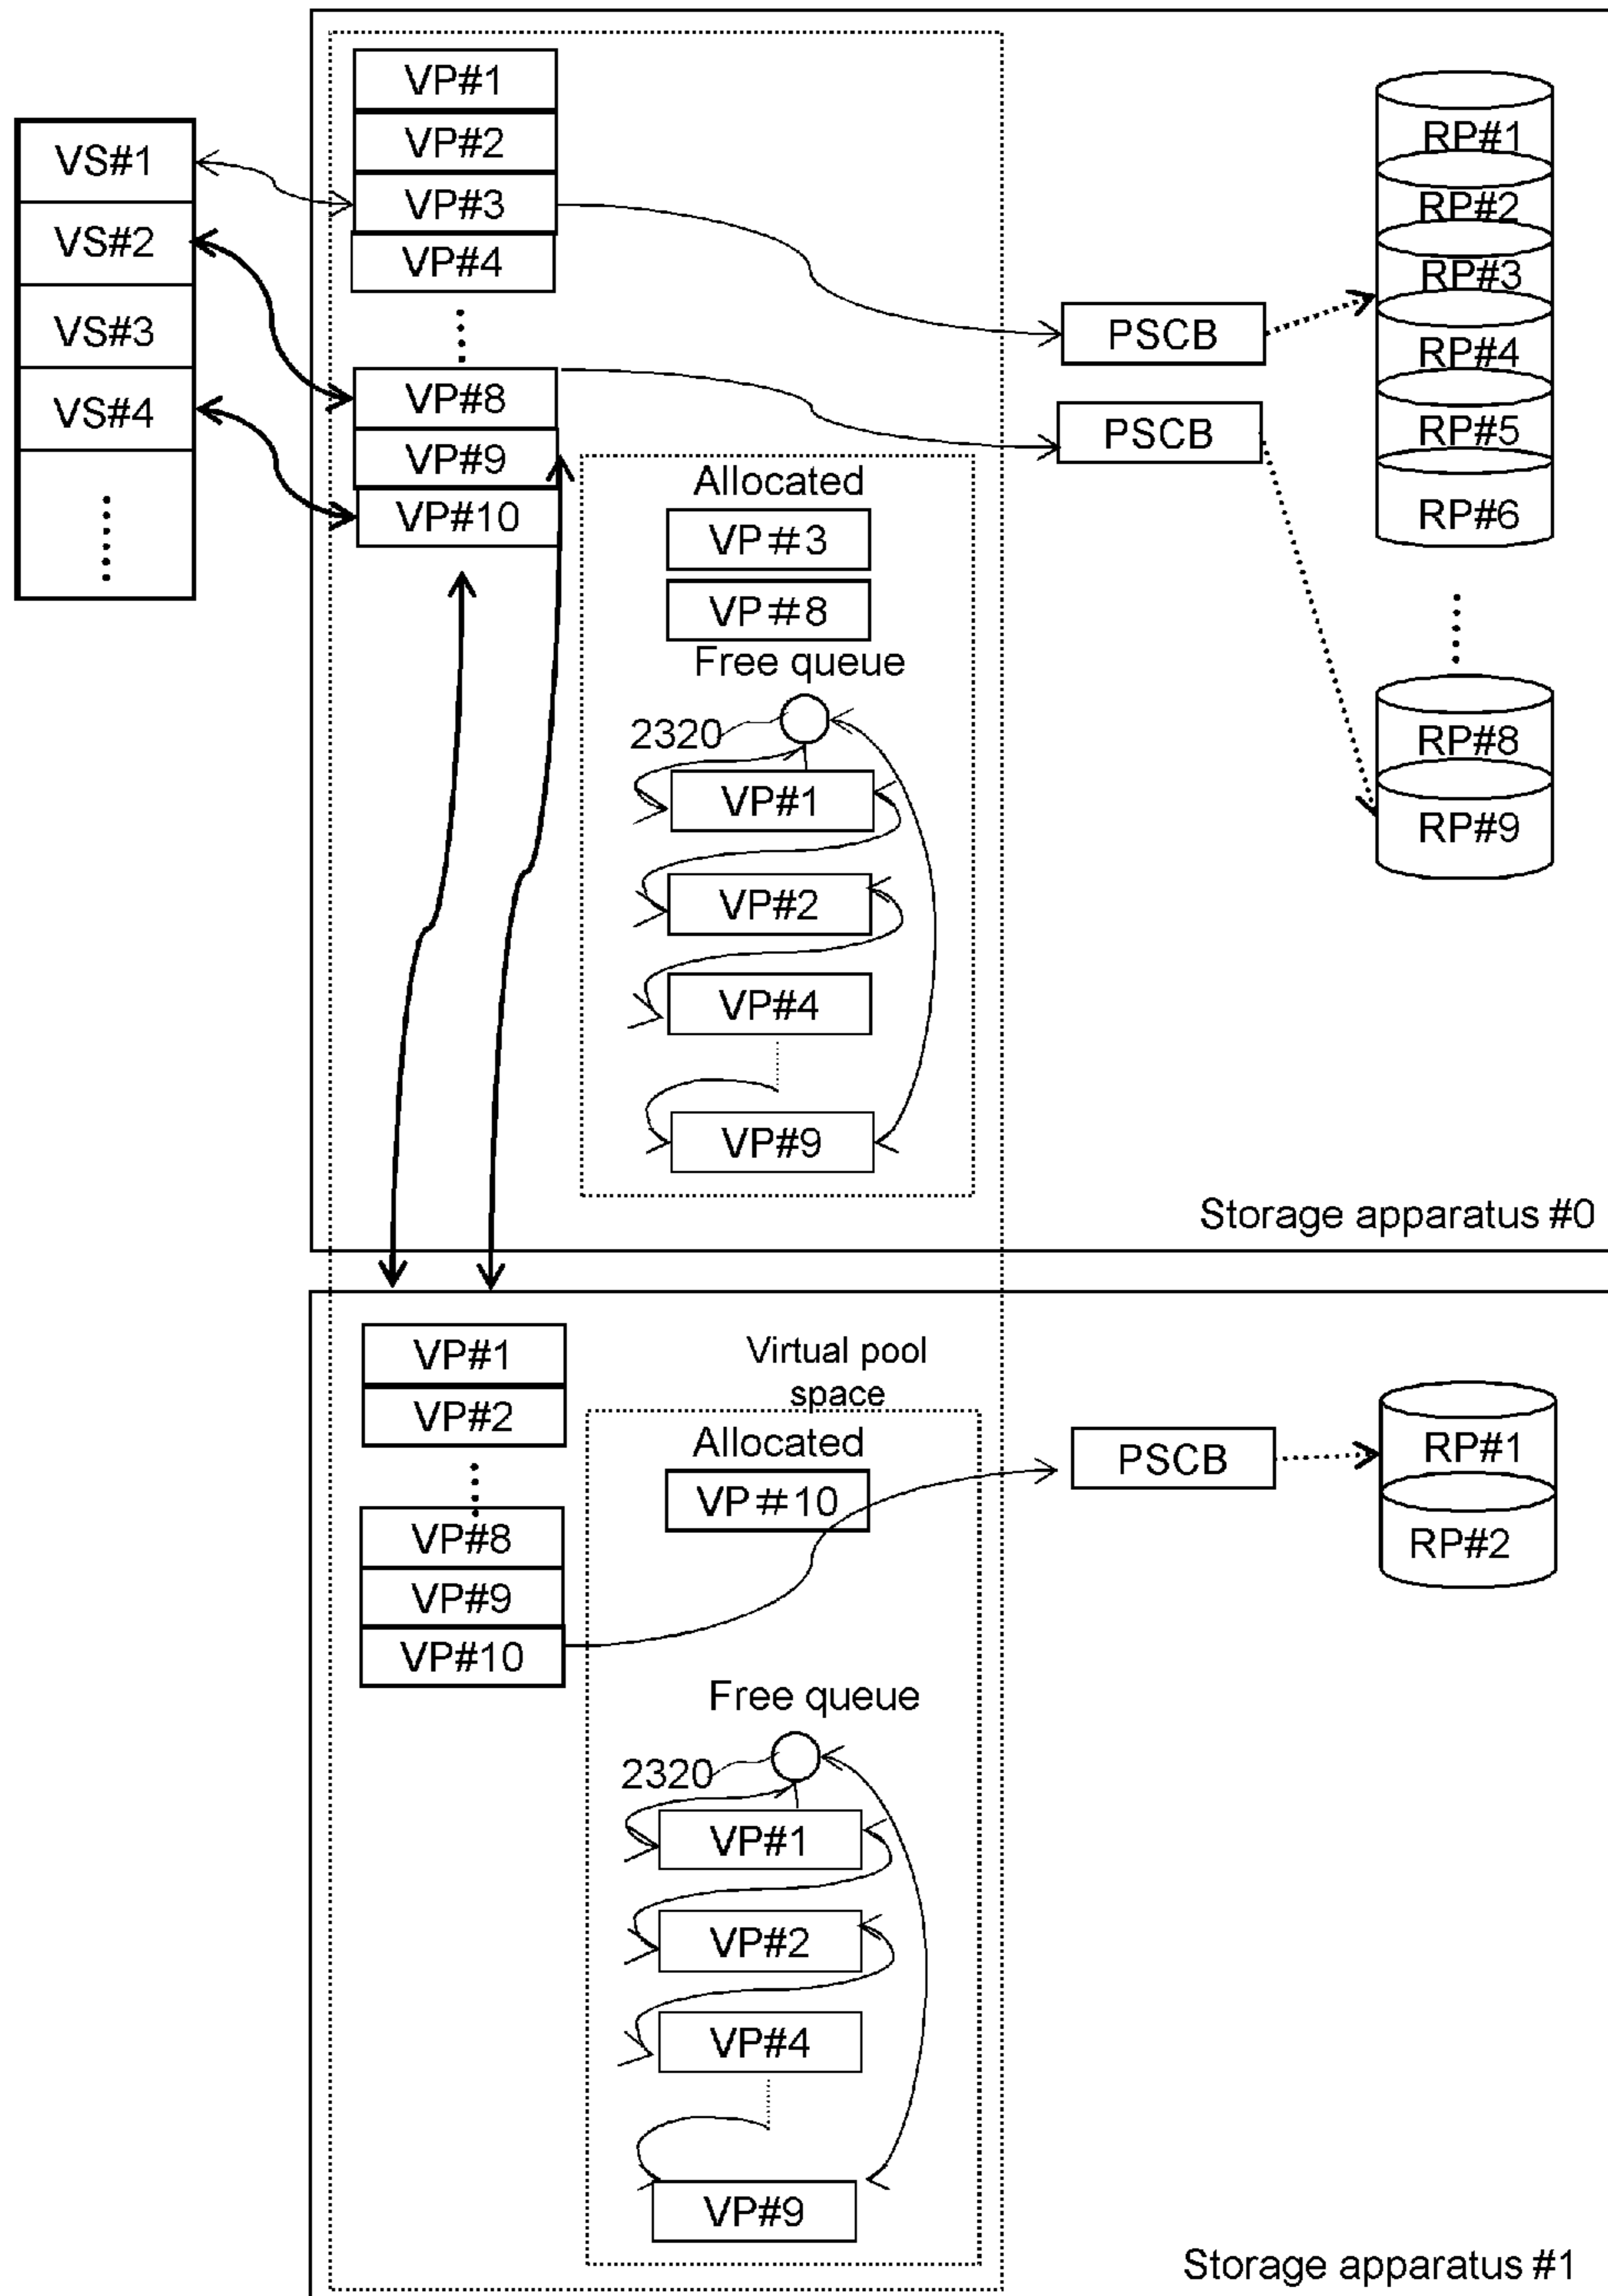 VS#1
VS#2
VS#3
VS#4
VP#1
VP#2
VP#3
VP#4
VP#8
VP#9
VP#10
Allocated
VP#3
VP#8
Free queue
2320
VP#1
VP#2
VP#4
VP#9
PSCB
PSCB
RP#1
RP#2
RP#3
RP#4
RP#5
RP#6
RP#8
RP#9
Storage apparatus #0
VP#1
VP#2
VP#8
VP#9
VP#10
Virtual pool
space
Allocated
VP#10
Free queue
2320
VP#1
VP#2
VP#4
VP#9
PSCB
RP#1
RP#2
Storage apparatus #1